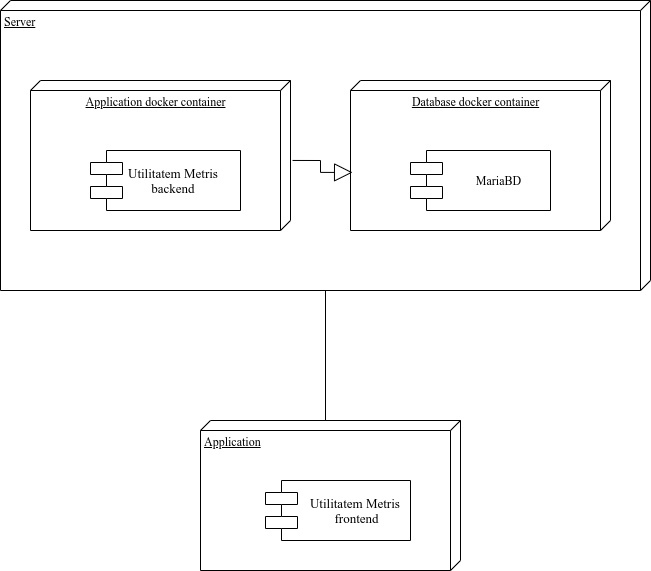 Server
Application docker container
Utilitatem Metris
backend
Database docker container
MariaBD
Application
Utilitatem Metris
frontend